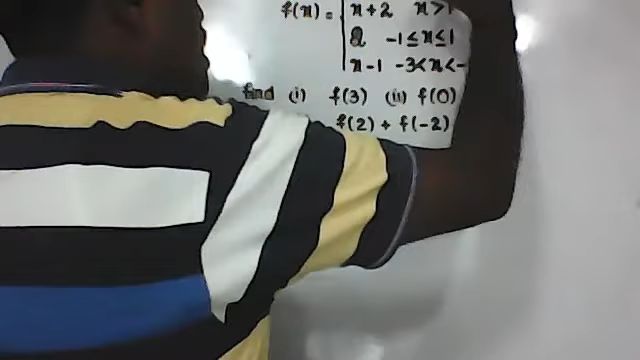 f(x) = x+2 x>1
2 -1≤x≤1
x-1 -3<x<-
find (i) f(3) (ii) f(0)
f(2) + f(-2)